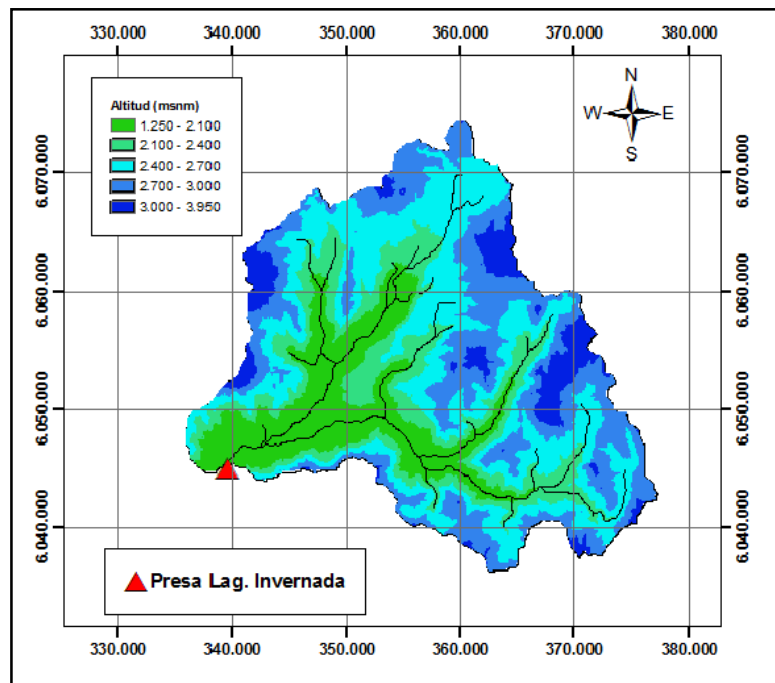 330.000 340.000 350.000 360.000 370.000 380.000
N
W E
S
Altitud (msnm)
1.250 - 2.100
2.100 - 2.400
2.400 - 2.700
2.700 - 3.000
3.000 - 3.950
6.070.000 6.070.000
6.060.000 6.060.000
6.050.000 6.050.000
6.040.000 6.040.000
Presa Lag. Invernada
330.000 340.000 350.000 360.000 370.000 380.000